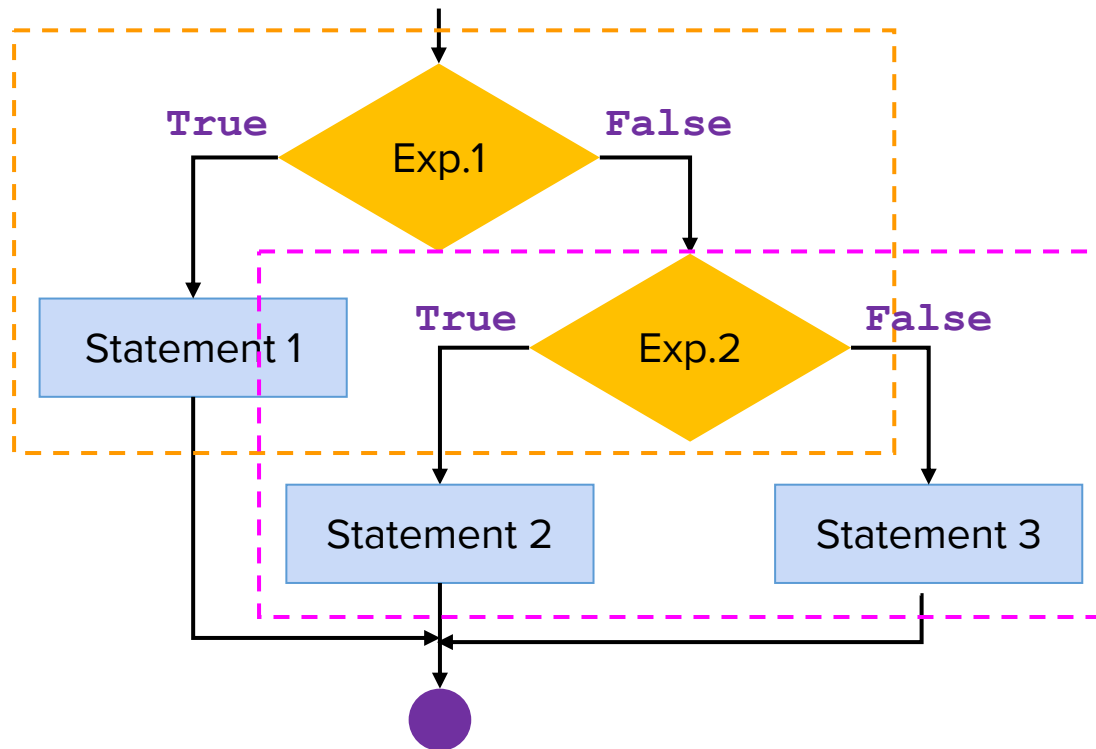 True
False
Exp.1
Statement 1
True
False
Exp.2
Statement 2
Statement 3